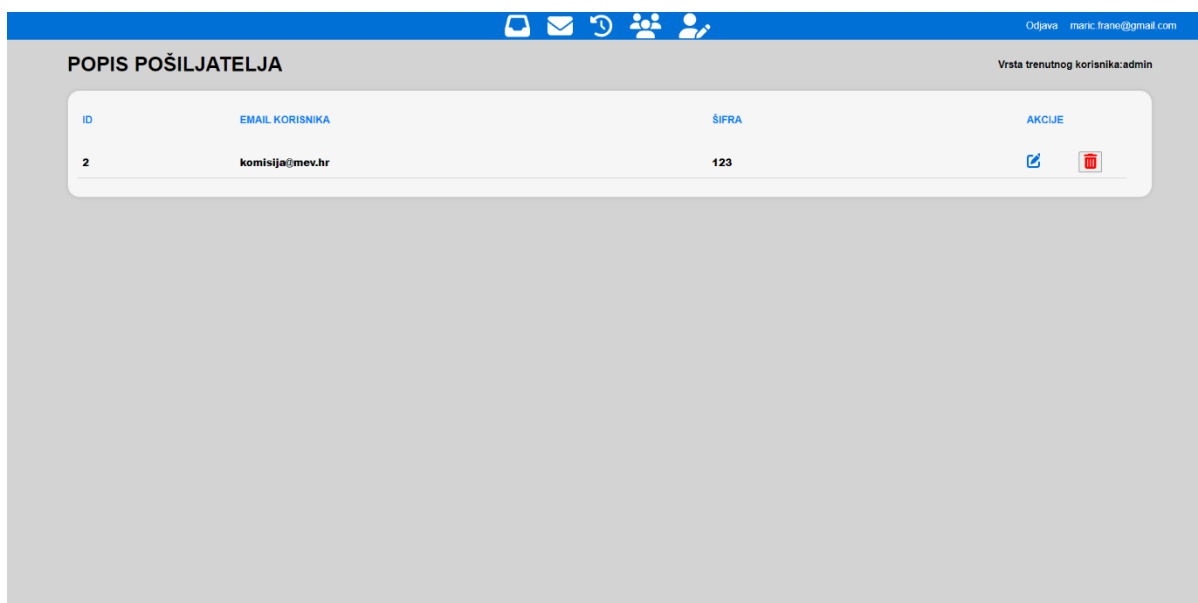 Odjava maric.frane@gmail.com
POPIS POŠILJATELJA
Vrsta trenutnog korisnika:admin
ID EMAIL KORISNIKA ŠIFRA AKCIJE
2 komisija@mev.hr 123